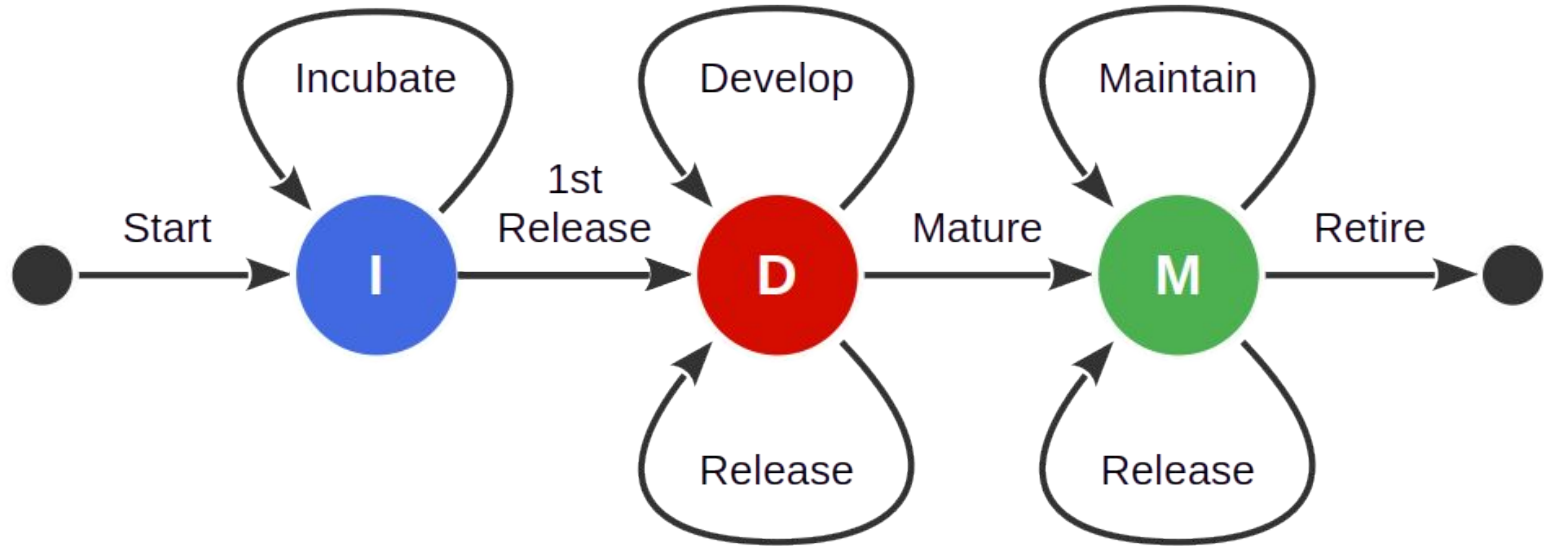 Incubate
Develop
Maintain
1st
Release
Start
Mature
Retire
I
D
M
Release
Release